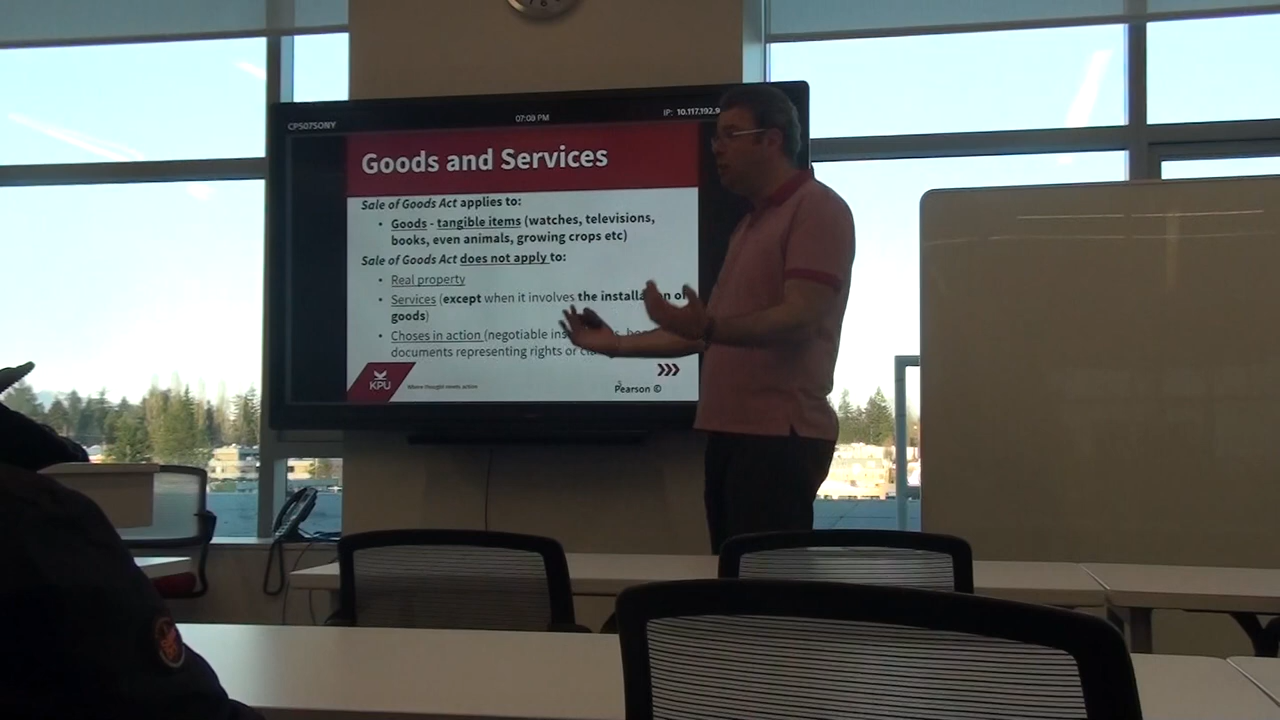 CPS075ONY
07:08 PM
IP: 10.117.192.9
Goods and Services
Sale of Goods Act applies to:
• Goods - tangible items (watches, televisions,
books, even animals, growing crops etc)
Sale of Goods Act does not apply to:
• Real property
• Services (except when it involves the installation of
goods)
• Choses in action (negotiable
documents representing rights or
KPU
Where thought meets action
Pearson ©